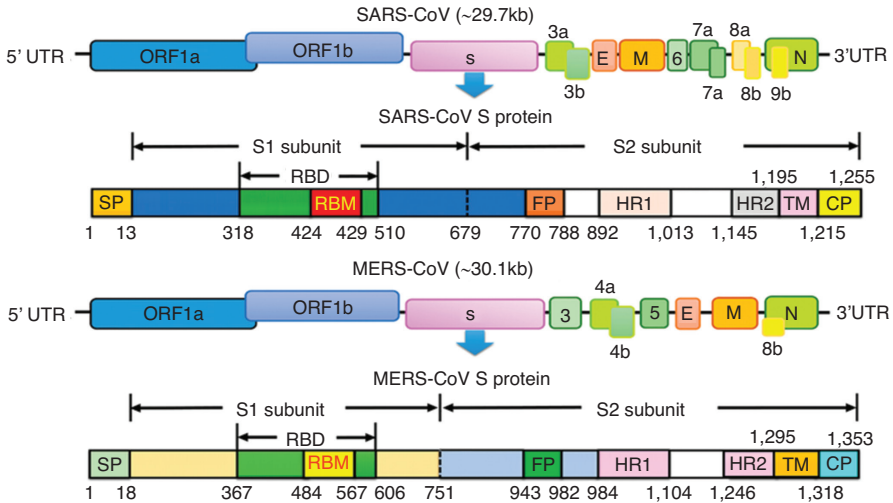 SARS-CoV (~29.7kb)
3a 7a 8a
5' UTR ORF1a ORF1b s E M 6 N 3'UTR
3b 7a 8b 9b
SARS-CoV S protein
S1 subunit S2 subunit
RBD 1,195 1,255
SP RBM FP HR1 HR2 TM CP
1 13 318 424 429 510 679 770 788 892 1,013 1,145 1,215
MERS-CoV (~30.1kb)
4a
5' UTR ORF1a ORF1b s 3 5 E M N 3'UTR
4b 8b
MERS-CoV S protein
S1 subunit S2 subunit
RBD 1,295 1,353
SP RBM FP HR1 HR2 TM CP
1 18 367 484 567 606 751 943 982 984 1,104 1,246 1,318